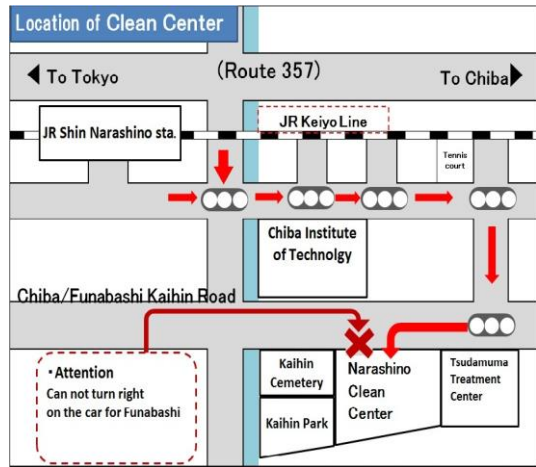 Location of Clean Center
To Tokyo
(Route 357)
To Chiba
JR Shin Narashino sta.
JR Keiyo Line
Tennis
court
Chiba Institute
of Technolgy
Chiba/Funabashi Kaihin Road
・Attention
Can not turn right
on the car for Funabashi
Kaihin
Cemetery
Kaihin Park
Narashino
Clean
Center
Tsudamuma
Treatment
Center